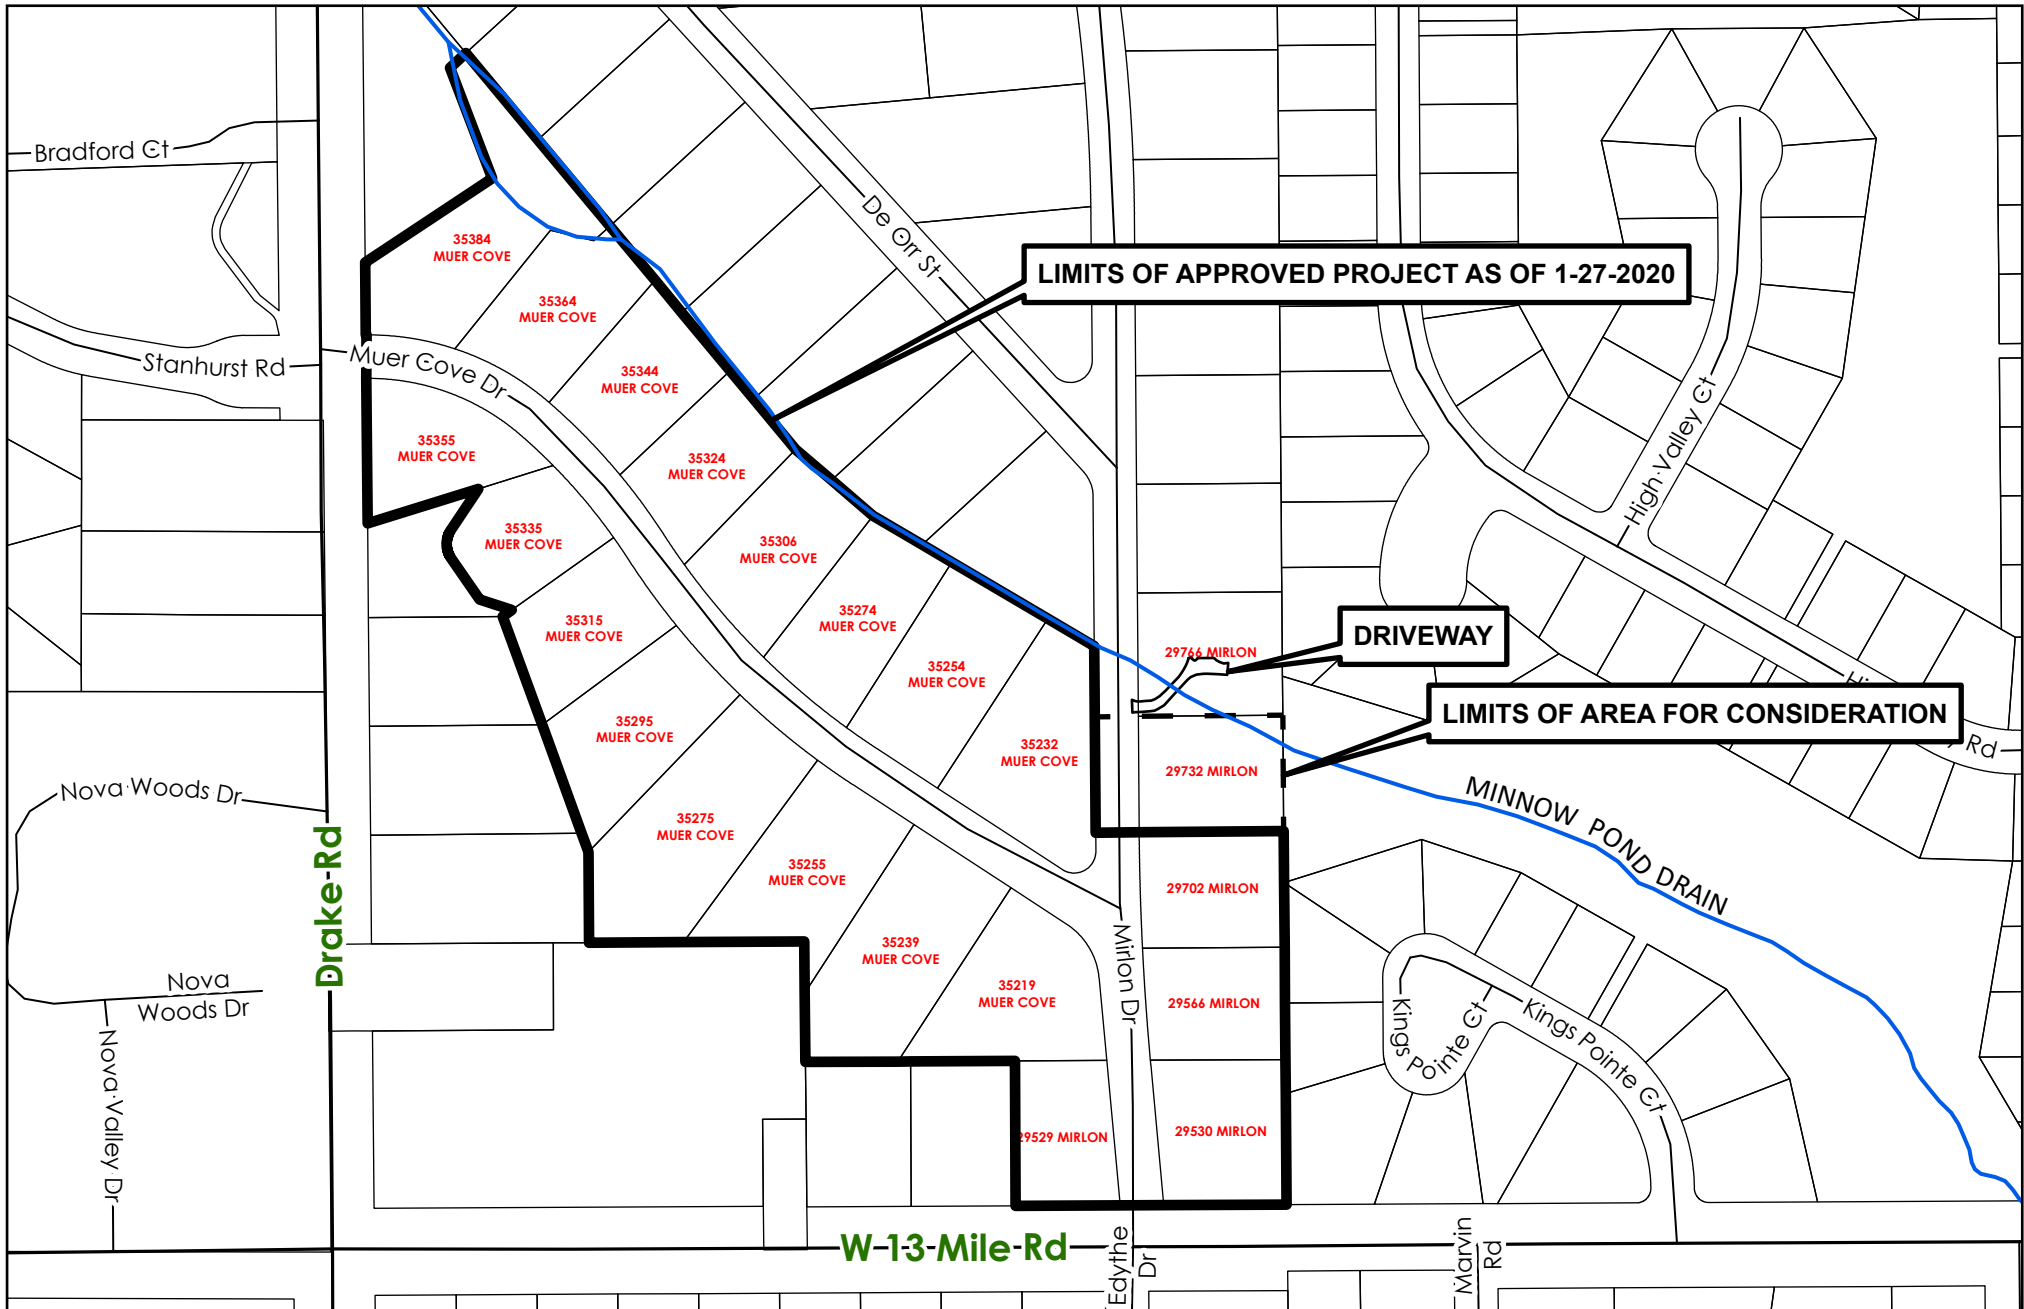 Bradford Ct
De Orr St
35384
MUER COVE
LIMITS OF APPROVED PROJECT AS OF 1-27-2020
35364
MUER COVE
Stanhurst Rd
Muer Cove Dr
35344
MUER COVE
High Valley Ct
35355
MUER COVE
35324
MUER COVE
35335
MUER COVE
35306
MUER COVE
35274
MUER COVE
35315
MUER COVE
DRIVEWAY
29766 MIRLON
35254
MUER COVE
LIMITS OF AREA FOR CONSIDERATION
Rd
35295
MUER COVE
35232
MUER COVE
29732 MIRLON
Nova Woods Dr
MINNOW POND DRAIN
35275
MUER COVE
35255
MUER COVE
29702 MIRLON
Drake Rd
35239
MUER COVE
Mirlon Dr
Nova
Woods Dr
35219
MUER COVE
29566 MIRLON
Kings Pointe Ct
Kings Pointe Ct
Nova Valley Dr
29529 MIRLON
29530 MIRLON
W 13 Mile Rd
Edythe
Dr
Marvin
Rd